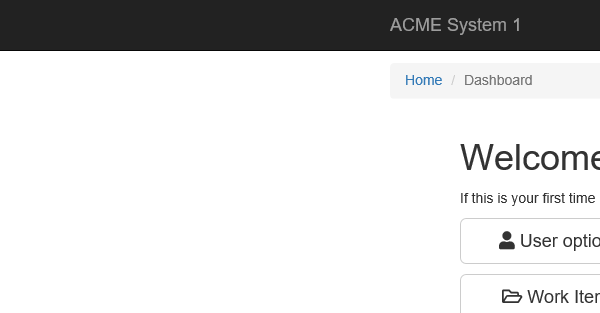 ACME System 1
Home / Dashboard
Welcome
If this is your first time
User optio
Work Iter